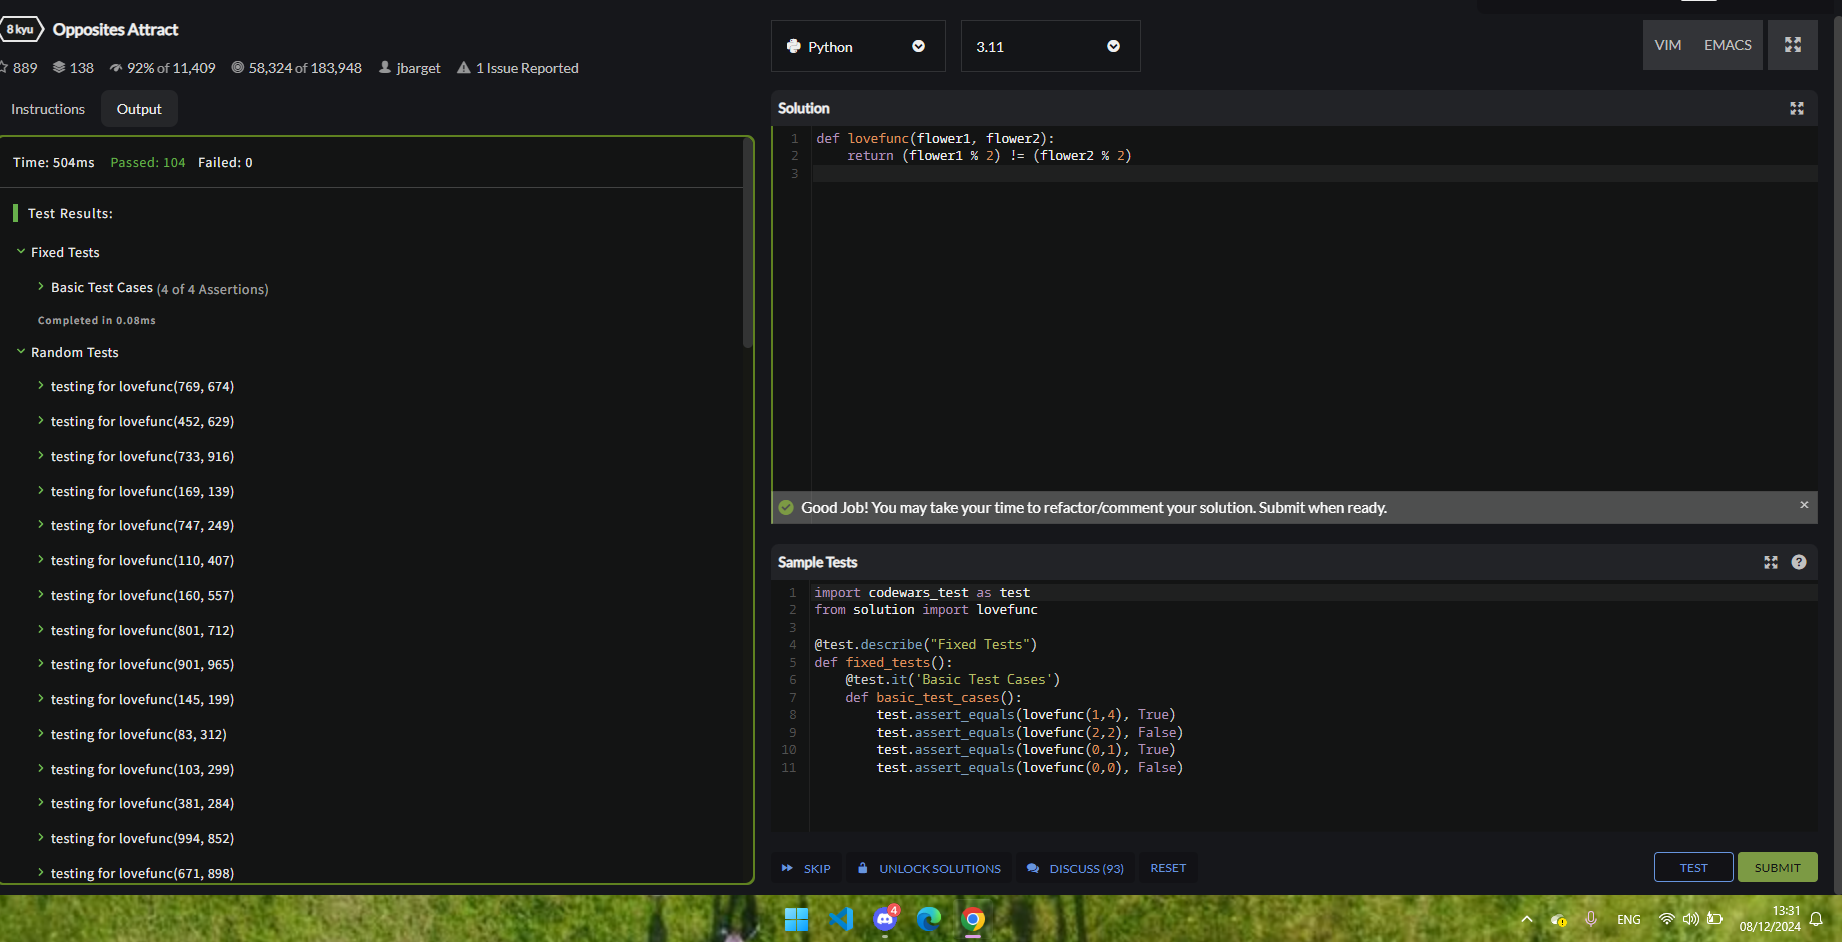 8 kyu Opposites Attract
889 138 92% of 11,409 58,324 of 183,948 jbarget 1 Issue Reported
Instructions Output
Time: 504ms Passed: 104 Failed: 0
Test Results:
Fixed Tests
Basic Test Cases (4 of 4 Assertions)
Completed in 0.08ms
Random Tests
testing for lovefunc(769, 674)
testing for lovefunc(452, 629)
testing for lovefunc(733, 916)
testing for lovefunc(169, 139)
testing for lovefunc(747, 249)
testing for lovefunc(110, 407)
testing for lovefunc(160, 557)
testing for lovefunc(801, 712)
testing for lovefunc(901, 965)
testing for lovefunc(145, 199)
testing for lovefunc(83, 312)
testing for lovefunc(103, 299)
testing for lovefunc(381, 284)
testing for lovefunc(994, 852)
testing for lovefunc(671, 898)
Python 3.11 VIM EMACS
Solution
1 def lovefunc(flower1, flower2):
2     return (flower1 % 2) != (flower2 % 2)
3
Good Job! You may take your time to refactor/comment your solution. Submit when ready. ×
Sample Tests ?
1 import codewars_test as test
2 from solution import lovefunc
3
4 @test.describe("Fixed Tests")
5 def fixed_tests():
6     @test.it('Basic Test Cases')
7     def basic_test_cases():
8         test.assert_equals(lovefunc(1,4), True)
9         test.assert_equals(lovefunc(2,2), False)
10         test.assert_equals(lovefunc(0,1), True)
11         test.assert_equals(lovefunc(0,0), False)
SKIP UNLOCK SOLUTIONS DISCUSS (93) RESET TEST SUBMIT
4 ENG 13:31
08/12/2024